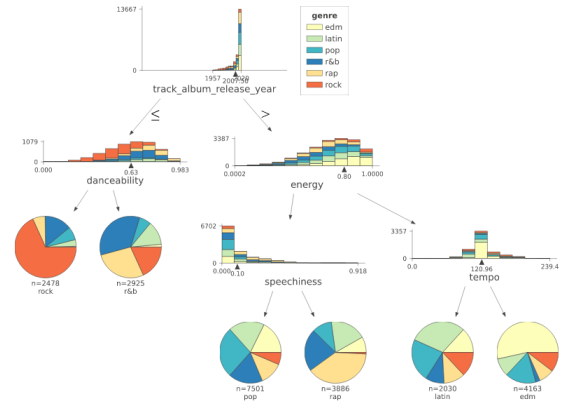 13667
0
1957
2020
2007.50
track_album_release_year
genre
edm
latin
pop
r&b
rap
rock
≤
>
1079
0
0.000
0.63
0.983
danceability
3387
0
0.0002
0.80
1.0000
energy
n=2478
rock
n=2925
r&b
6702
0
0.000
0.10
0.918
speechiness
3357
0
0.0
120.96
239.4
tempo
n=7501
pop
n=3886
rap
n=2030
latin
n=4163
edm